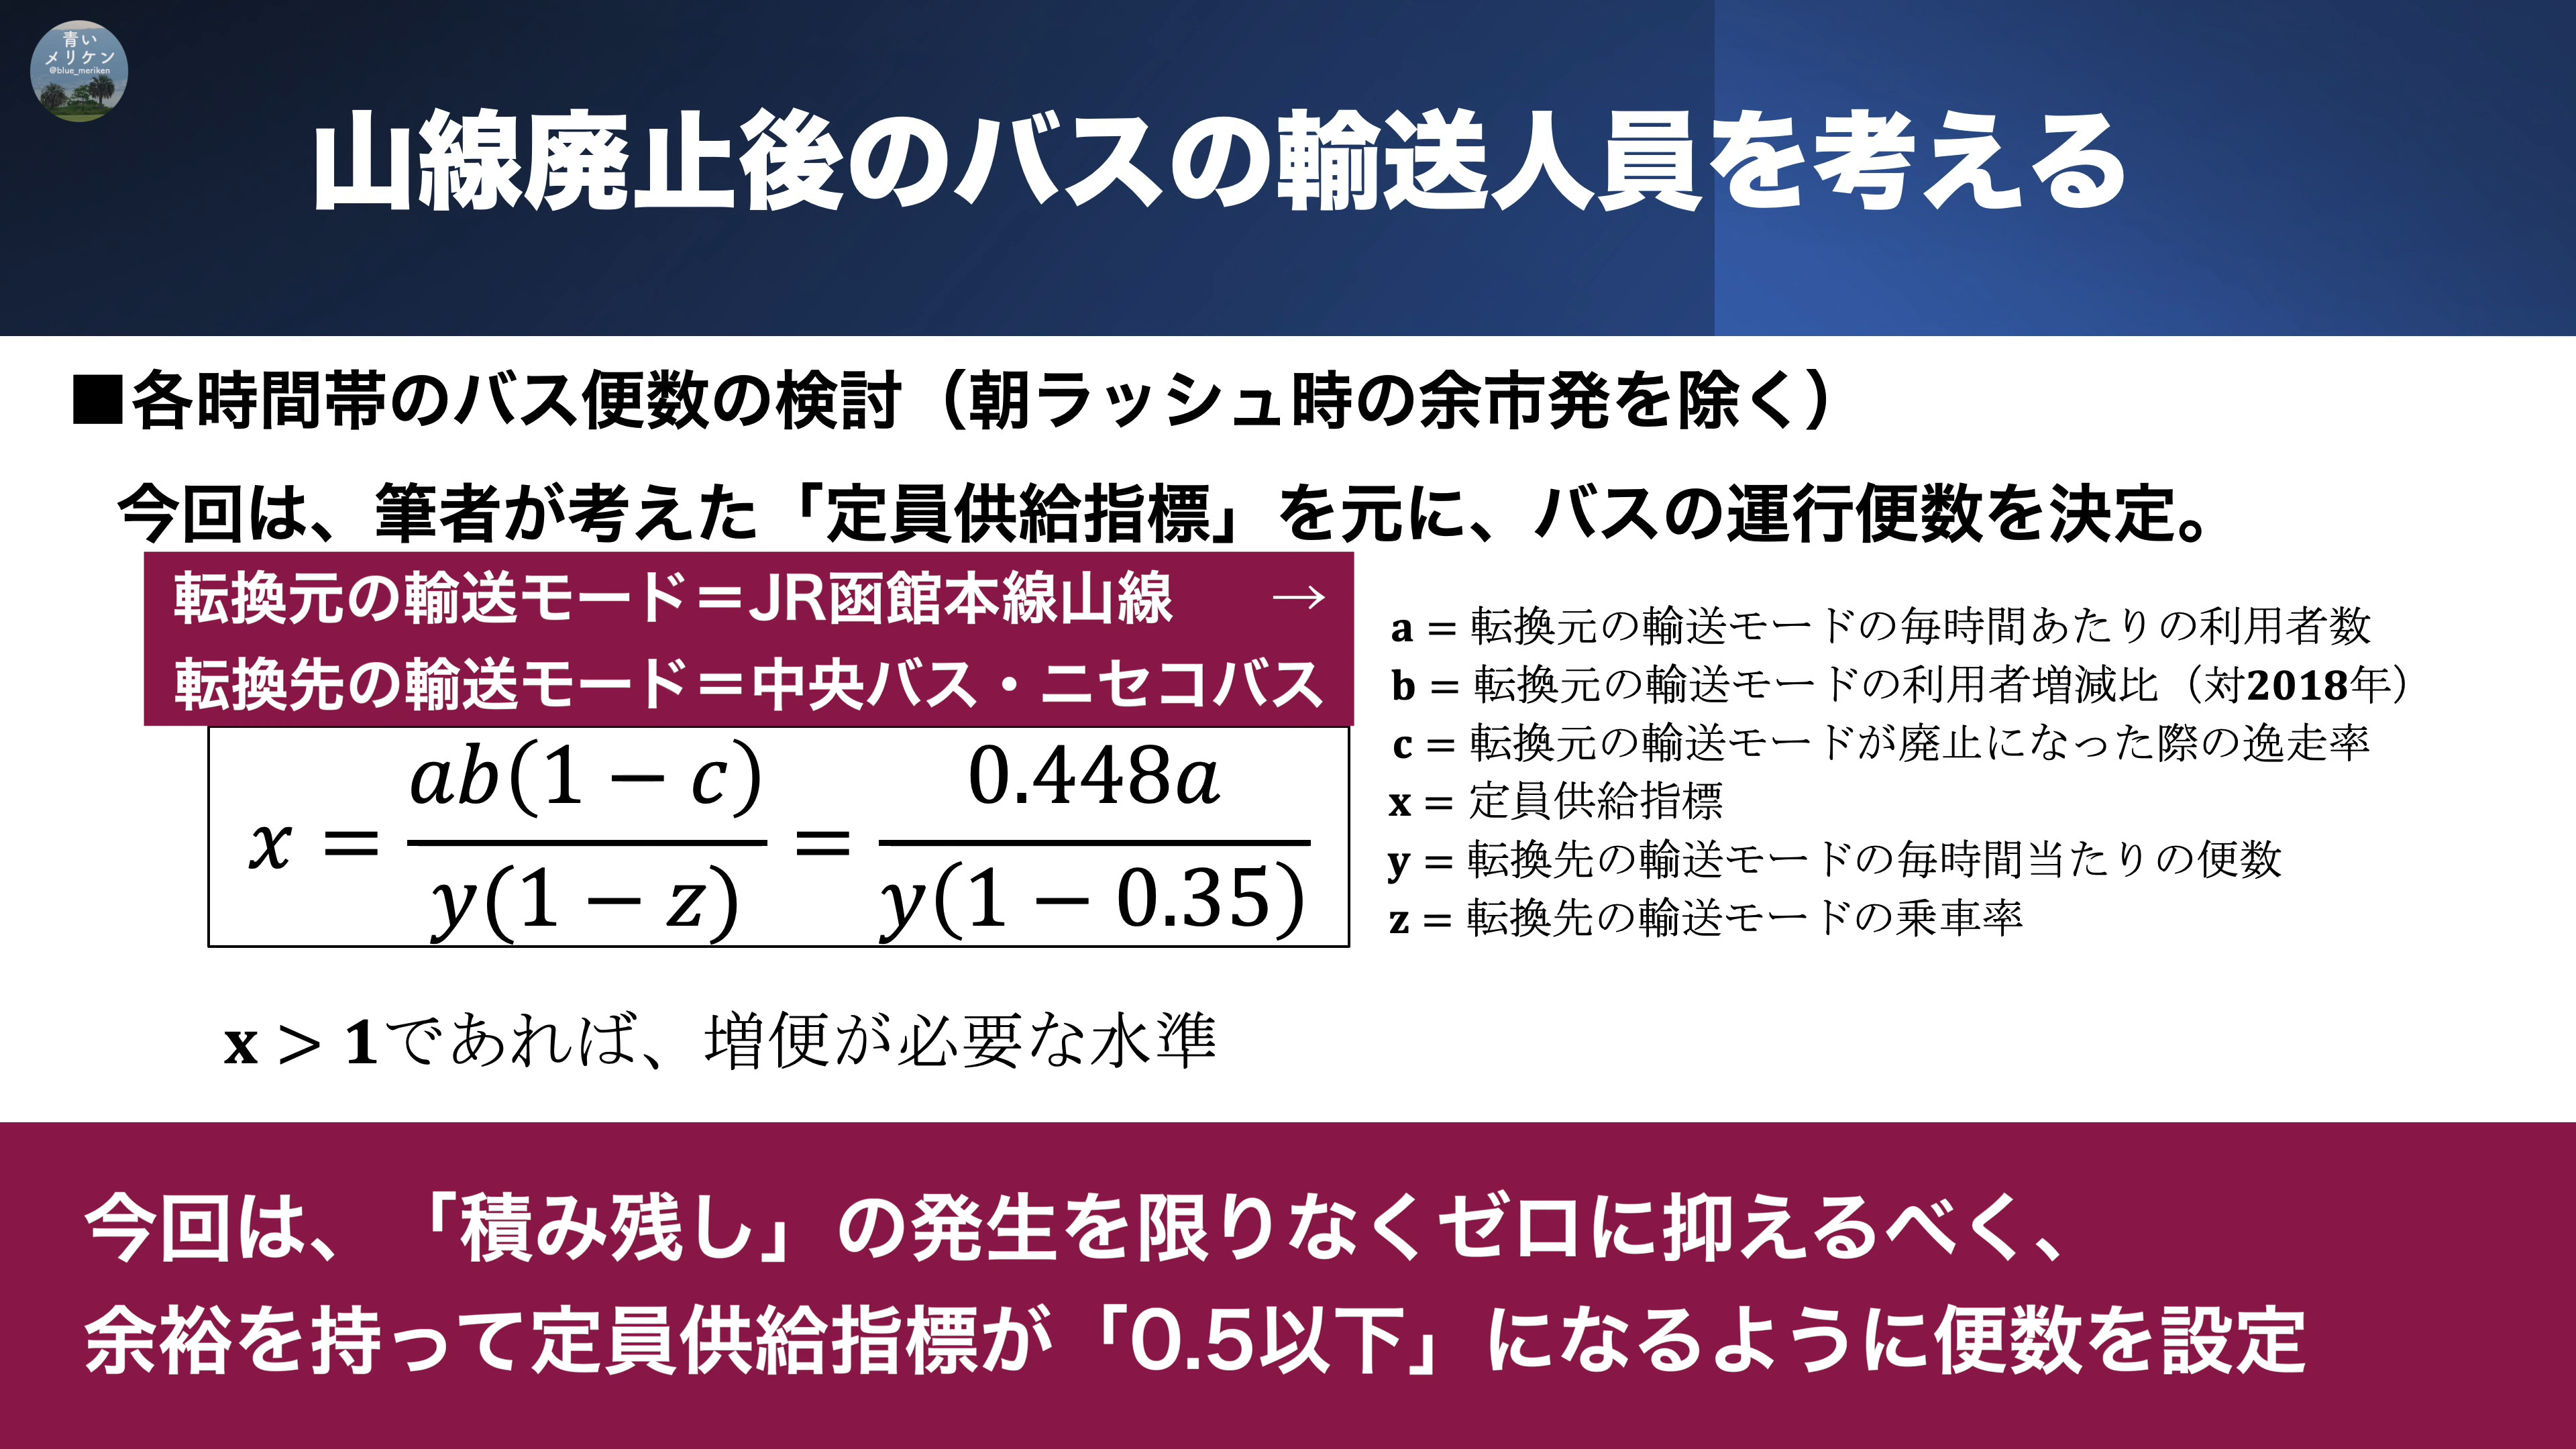 青い
メリケン
@blue_meriken
山線廃止後のバスの輸送人員を考える
■各時間帯のバス便数の検討（朝ラッシュ時の余市発を除く）
今回は、筆者が考えた「定員供給指標」を元に、バスの運行便数を決定。
転換元の輸送モード＝JR函館本線山線　→
転換先の輸送モード＝中央バス・ニセコバス
x = ab(1 − c) / y(1 − z) = 0.448a / y(1 − 0.35)
a = 転換元の輸送モードの毎時間あたりの利用者数
b = 転換元の輸送モードの利用者増減比（対2018年）
c = 転換元の輸送モードが廃止になった際の逸走率
x = 定員供給指標
y = 転換先の輸送モードの毎時間当たりの便数
z = 転換先の輸送モードの乗車率
x > 1であれば、増便が必要な水準
今回は、「積み残し」の発生を限りなくゼロに抑えるべく、
余裕を持って定員供給指標が「0.5以下」になるように便数を設定